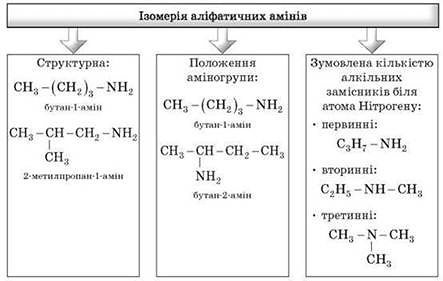 Ізомерія аліфатичних амінів
Структурна:
CH₃ – (CH₂)₃ – NH₂
бутан-1-амін
CH₃ – CH – CH₂ – NH₂
|
CH₃
2-метилпропан-1-амін
Положення
аміногрупи:
CH₃ – (CH₂)₃ – NH₂
бутан-1-амін
CH₃ – CH – CH₂ – CH₃
|
NH₂
бутан-2-амін
Зумовлена кількістю
алкільних
замісників біля
атома Нітрогену:
• первинні:
C₃H₇ – NH₂
• вторинні:
C₂H₅ – NH – CH₃
• третинні:
CH₃ – N – CH₃
|
CH₃